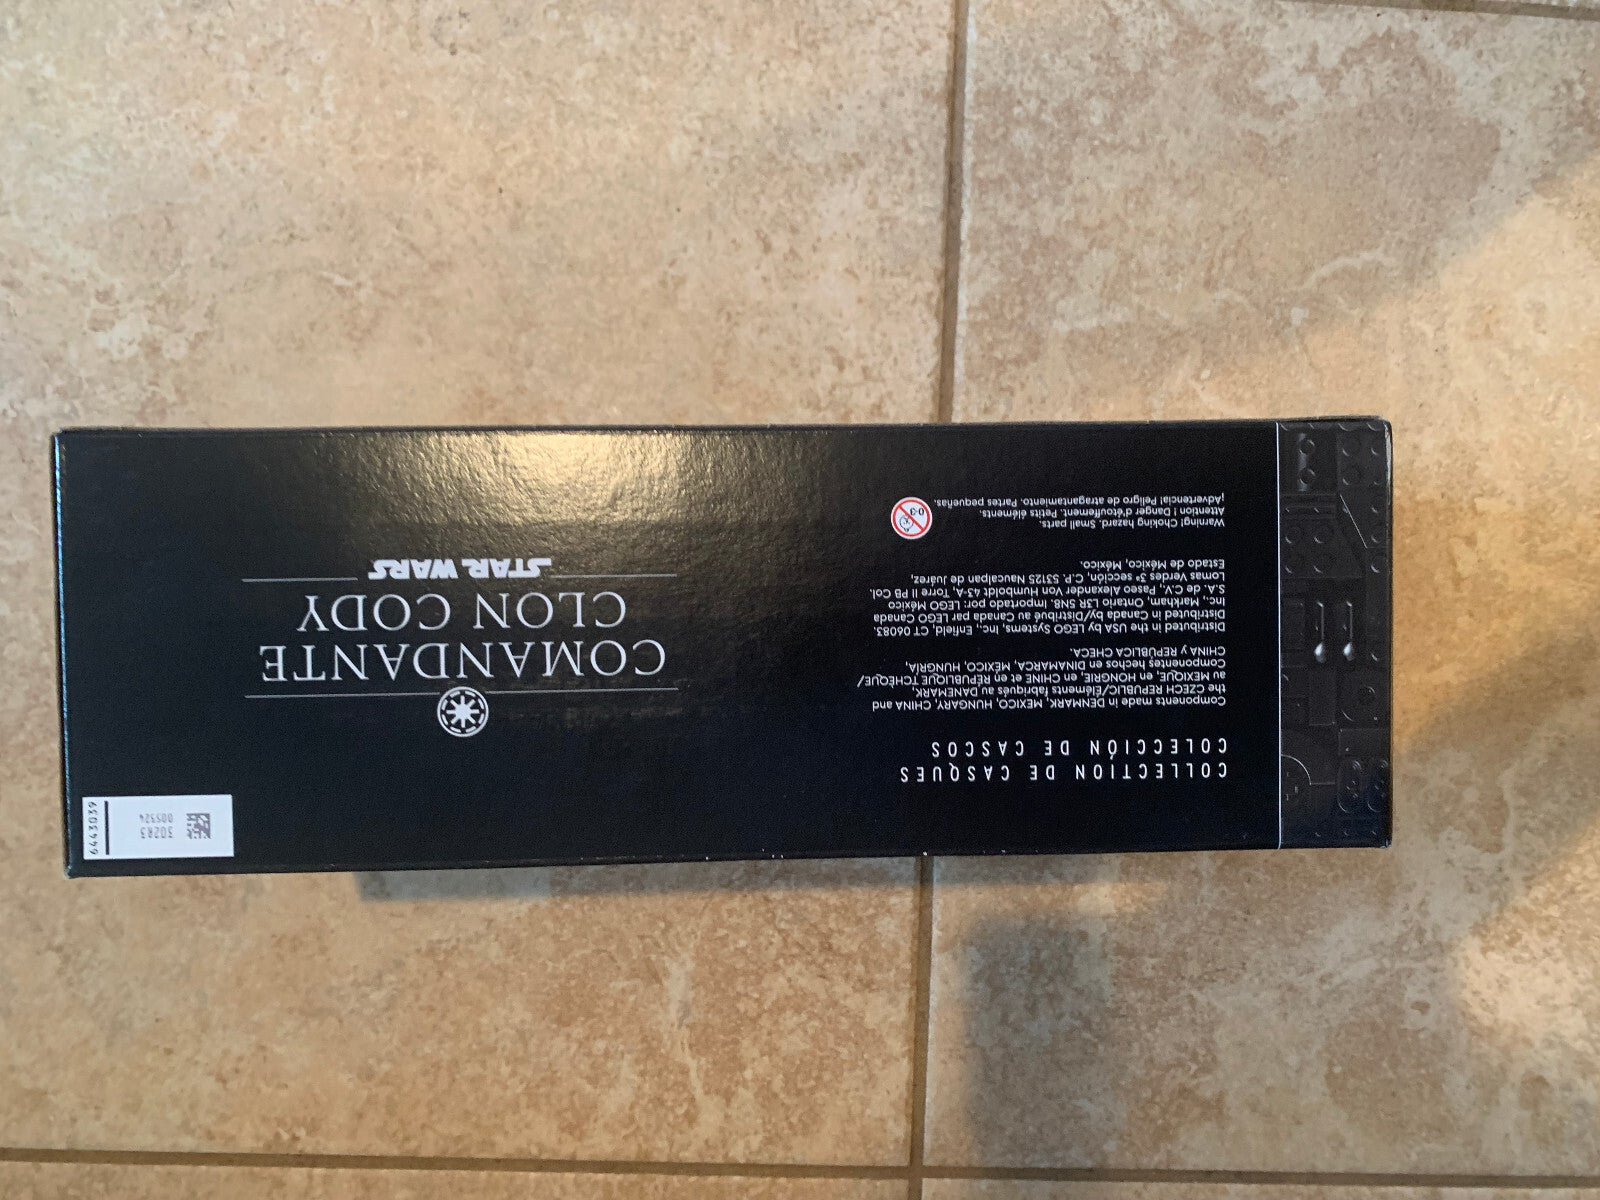 COLLECTION DE CASQUES
COLECCIÓN DE CASCOS
Components made in DENMARK, MEXICO, HUNGARY, CHINA and
the CZECH REPUBLIC/Éléments fabriqués au DANEMARK,
au MEXIQUE, en HONGRIE, en CHINE et en RÉPUBLIQUE TCHÈQUE/
Componentes hechos en DINAMARCA, MÉXICO, HUNGRÍA,
CHINA y REPÚBLICA CHECA.
Distributed in the USA by LEGO Systems, Inc., Enfield, CT 06083.
Distributed in Canada by/Distribué au Canada par LEGO Canada
Inc., Markham, Ontario L3R 5N8. Importado por: LEGO México
S.A. de C.V., Paseo Alexander Von Humboldt 43-A, Torre II PB Col.
Lomas Verdes 3ª sección, C.P. 53125 Naucalpan de Juárez,
Estado de México, México.
Warning! Choking hazard. Small parts.
Attention ! Danger d'étouffement. Petits éléments.
¡Advertencia! Peligro de atragantamiento. Partes pequeñas.
0-3
COMANDANTE
CLON CODY
STAR WARS
302R3
005324
6443039